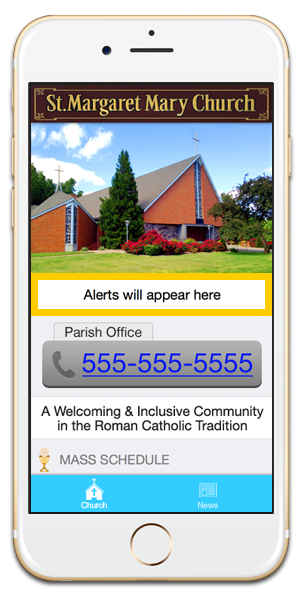 St.Margaret Mary Church
Alerts will appear here
Parish Office
555-555-5555
A Welcoming & Inclusive Community
in the Roman Catholic Tradition
MASS SCHEDULE
Church
News